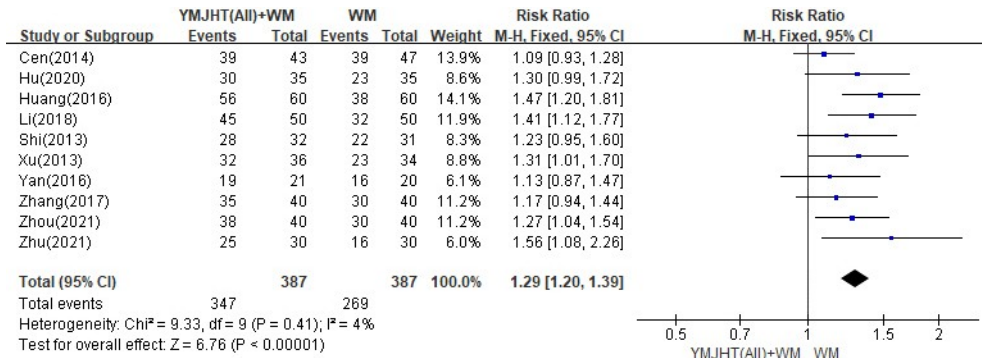 YMJHT(All)+WM WM Risk Ratio Risk Ratio
Study or Subgroup Events Total Events Total Weight M-H, Fixed, 95% CI M-H, Fixed, 95% CI
Cen(2014) 39 43 39 47 13.9% 1.09 [0.93, 1.28]
Hu(2020) 30 35 23 35 8.6% 1.30 [0.99, 1.72]
Huang(2016) 56 60 38 60 14.1% 1.47 [1.20, 1.81]
Li(2018) 45 50 32 50 11.9% 1.41 [1.12, 1.77]
Shi(2013) 28 32 22 31 8.3% 1.23 [0.95, 1.60]
Xu(2013) 32 36 23 34 8.8% 1.31 [1.01, 1.70]
Yan(2016) 19 21 16 20 6.1% 1.13 [0.87, 1.47]
Zhang(2017) 35 40 30 40 11.2% 1.17 [0.94, 1.44]
Zhou(2021) 38 40 30 40 11.2% 1.27 [1.04, 1.54]
Zhu(2021) 25 30 16 30 6.0% 1.56 [1.08, 2.26]
Total (95% CI) 387 387 100.0% 1.29 [1.20, 1.39]
Total events 347 269
Heterogeneity: Chi² = 9.33, df = 9 (P = 0.41); I² = 4%
Test for overall effect: Z = 6.76 (P < 0.00001)
0.5 0.7 1 1.5 2
YMJHT(All)+WM WM